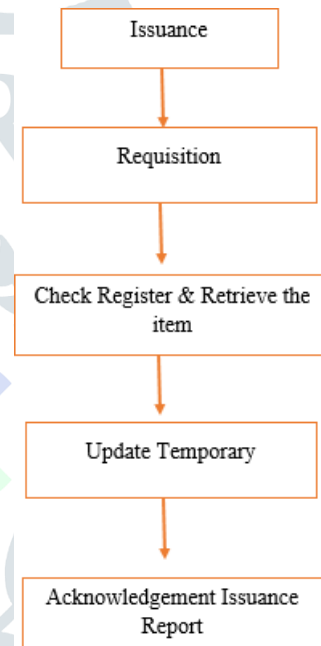 Issuance
Requisition
Check Register & Retrieve the
item
Update Temporary
Acknowledgement Issuance
Report